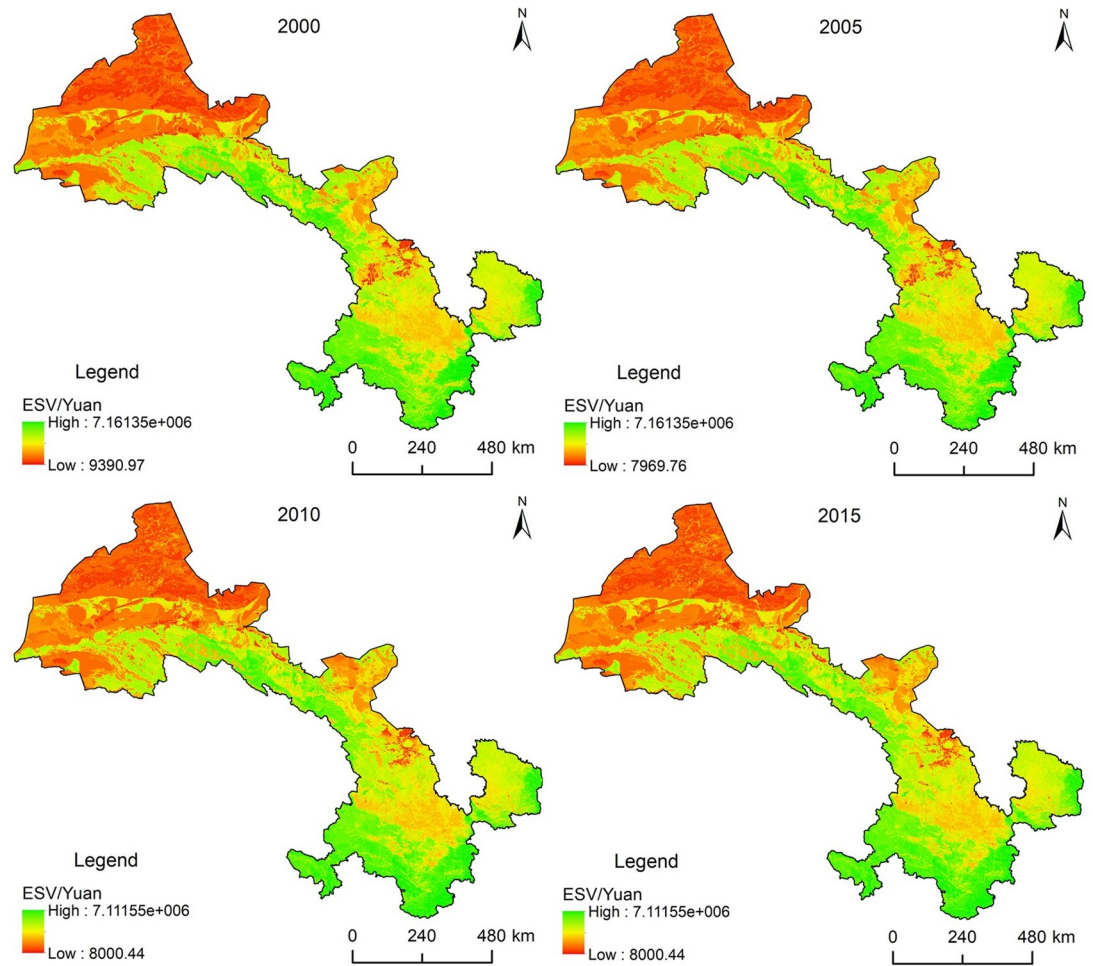 2000
N
Legend
ESV/Yuan
High : 7.16135e+006
Low : 9390.97
0 240 480 km
2005
N
Legend
ESV/Yuan
High : 7.16135e+006
Low : 7969.76
0 240 480 km
2010
N
Legend
ESV/Yuan
High : 7.11155e+006
Low : 8000.44
0 240 480 km
2015
N
Legend
ESV/Yuan
High : 7.11155e+006
Low : 8000.44
0 240 480 km